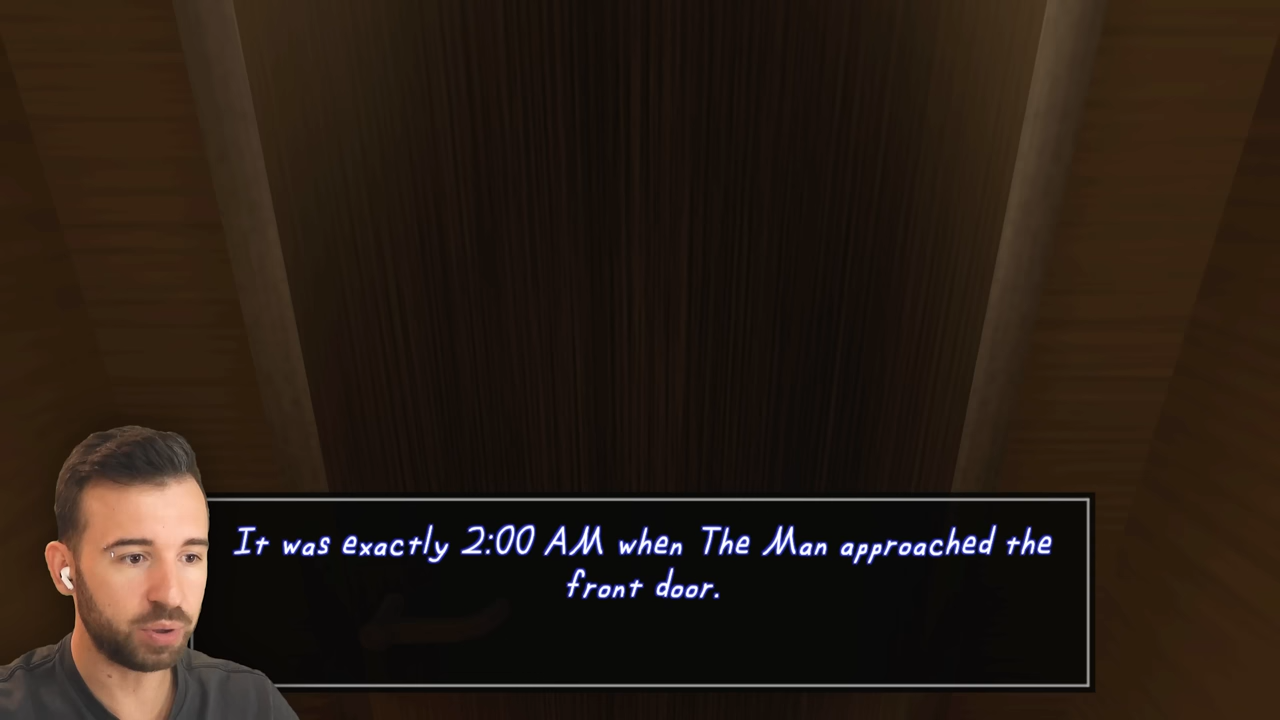 It was exactly 2:00 AM when The Man approached the
front door.